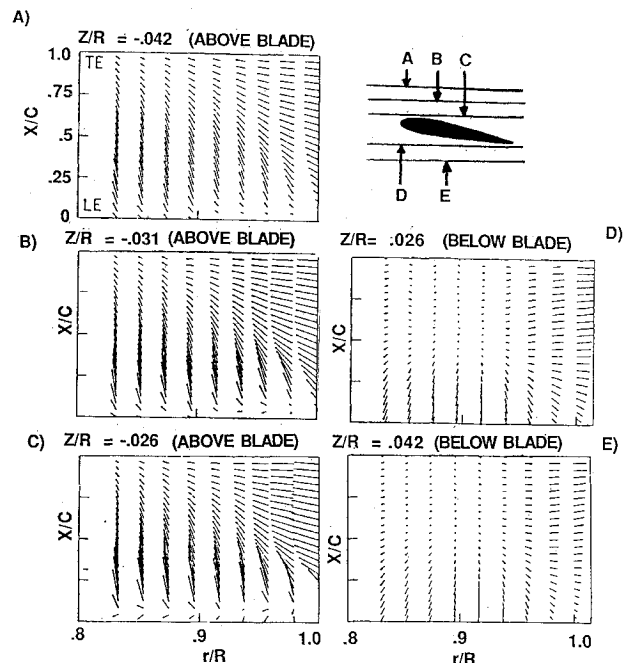 A)
Z/R = -.042 (ABOVE BLADE)
1.0
TE
.75
X/C
.5
.25
LE
0
A B C
D
E
B)
Z/R = -.031 (ABOVE BLADE)
X/C
Z/R= .026 (BELOW BLADE)
D)
X/C
C)
Z/R = -.026 (ABOVE BLADE)
X/C
.8 .9 1.0
r/R
Z/R = .042 (BELOW BLADE)
E)
X/C
.8 .9 1.0
r/R